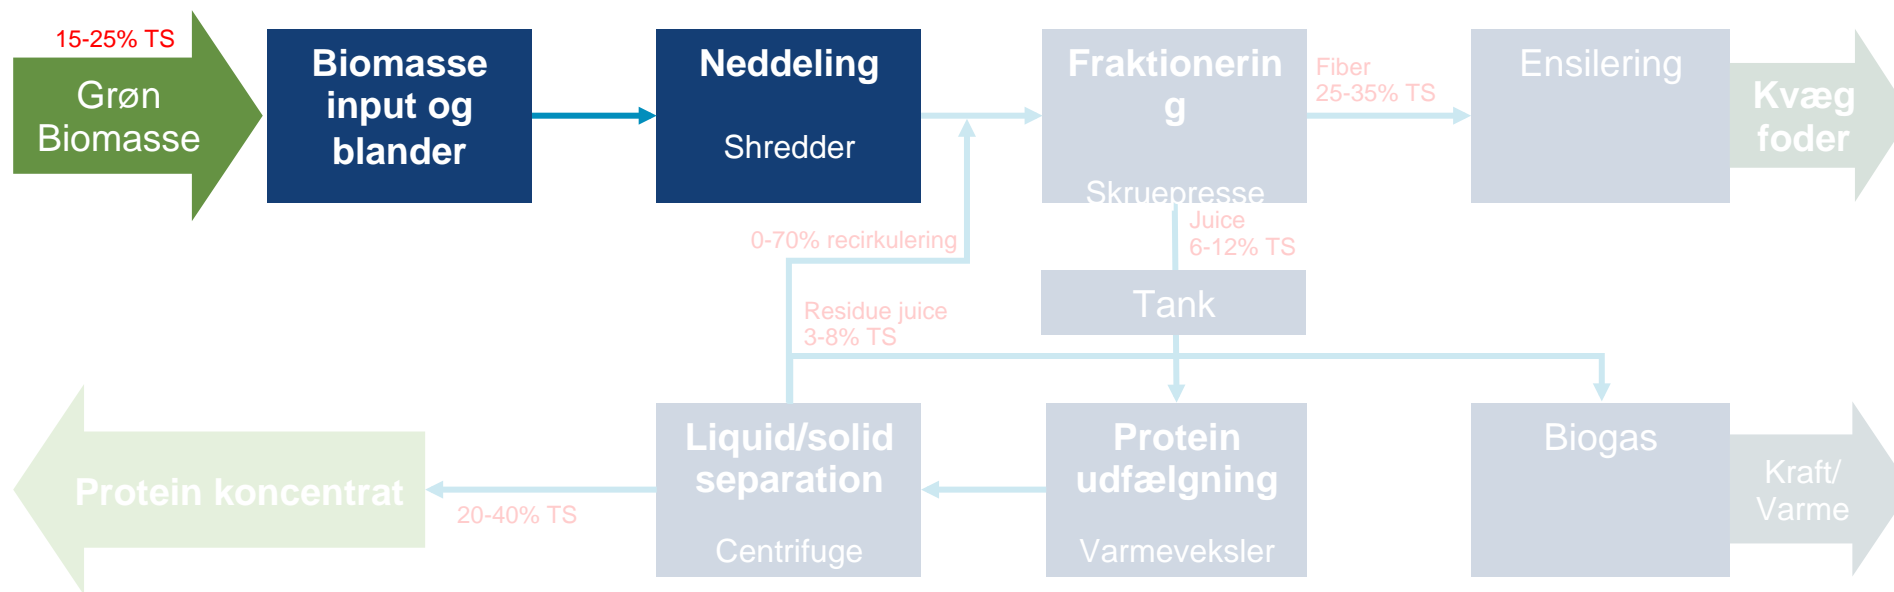 15-25% TS
Grøn
Biomasse
Biomasse
input og
blander
Neddeling
Shredder
Fraktionerin
g
Skruepresse
Fiber
25-35% TS
Ensilering
Kvæg
foder
0-70% recirkulering
Juice
6-12% TS
Tank
Residue juice
3-8% TS
Protein koncentrat
20-40% TS
Liquid/solid
separation
Centrifuge
Protein
udfælgning
Varmeveksler
Biogas
Kraft/
Varme